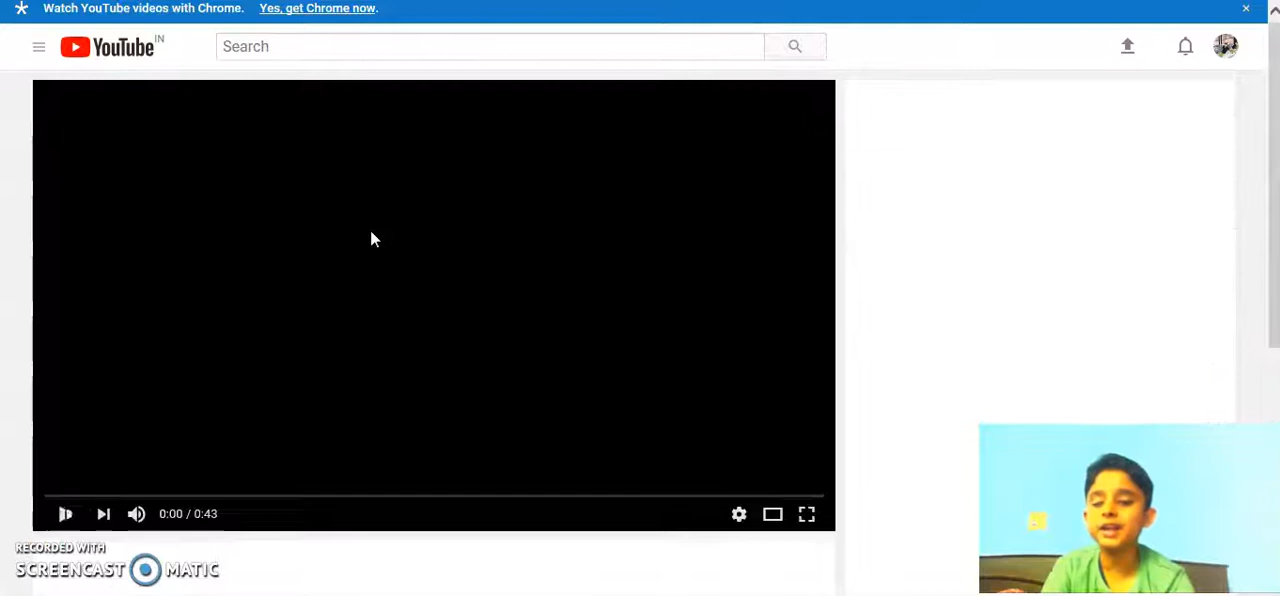 Watch YouTube videos with Chrome. Yes, get Chrome now.
YouTube IN
Search
0:00 / 0:43
RECORDED WITH
SCREENCAST MATIC